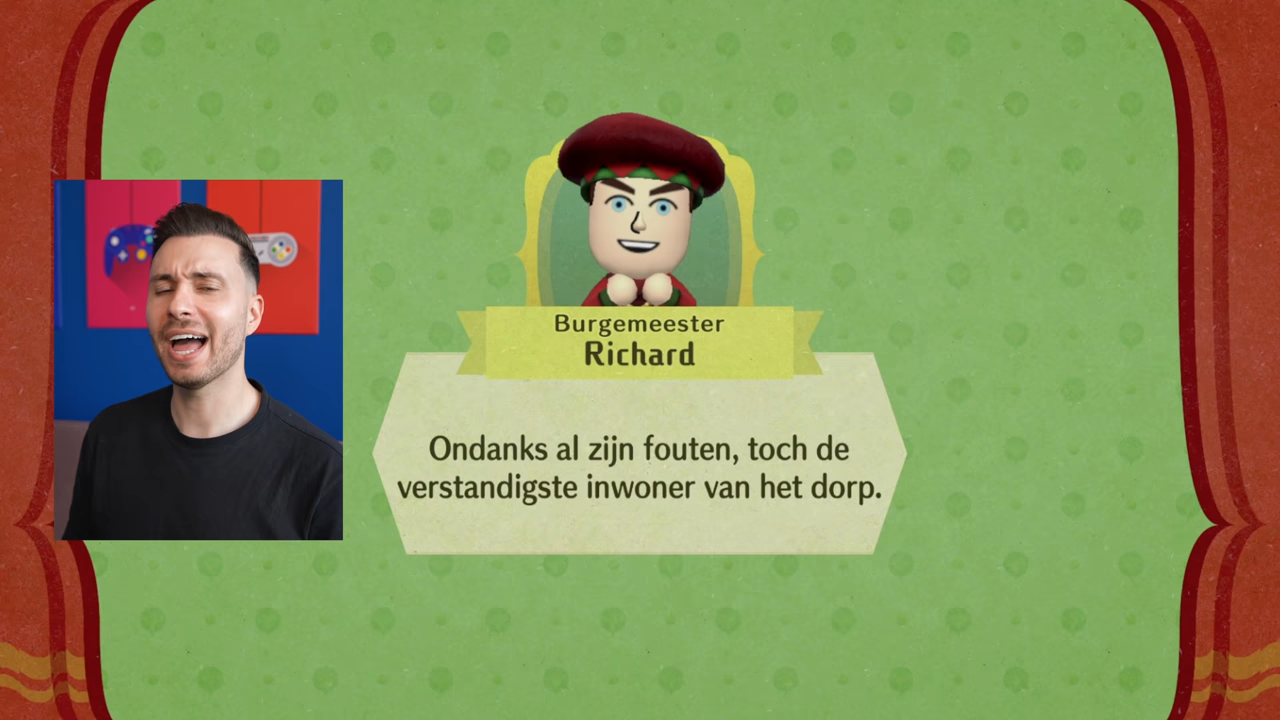 Burgemeester
Richard
Ondanks al zijn fouten, toch de
verstandigste inwoner van het dorp.